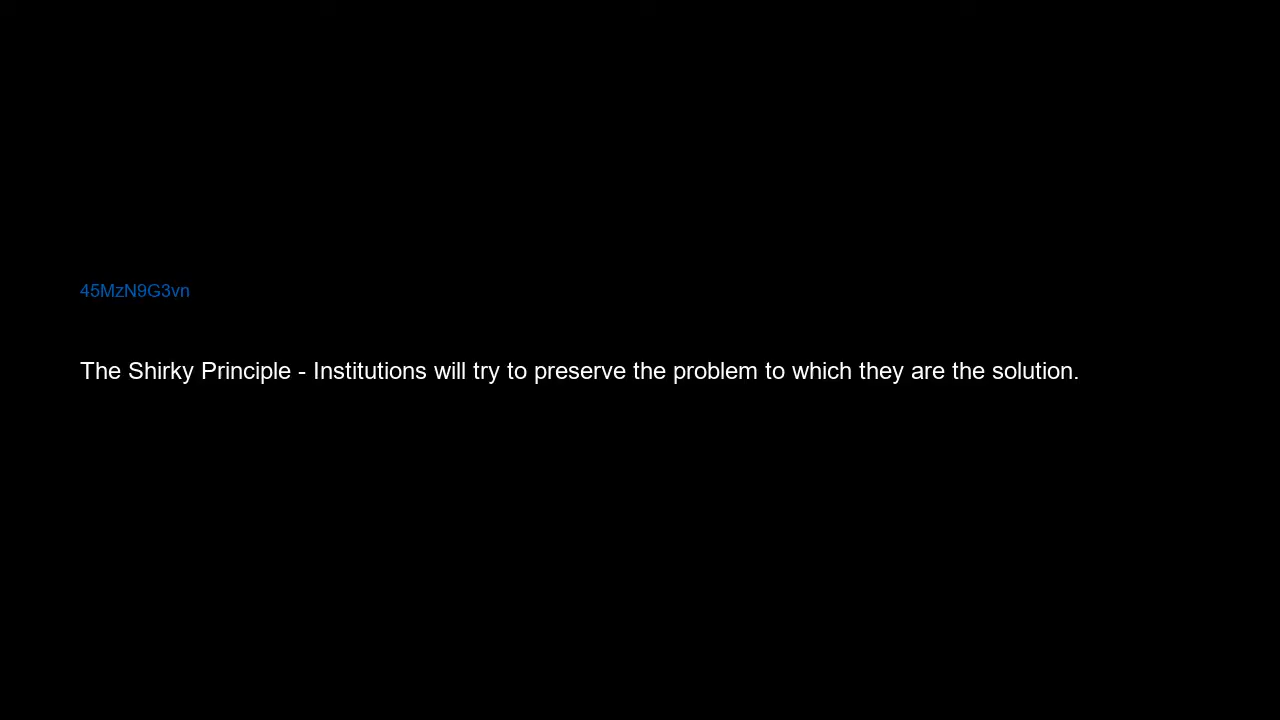 45MzN9G3vn
The Shirky Principle - Institutions will try to preserve the problem to which they are the solution.